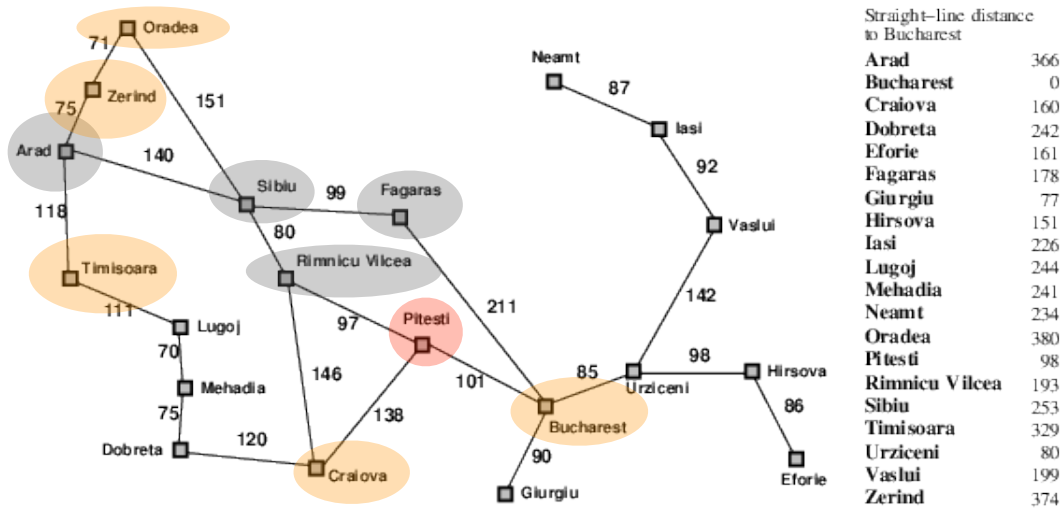 Oradea
71
Neamt
87
Zerind
151
75
Iasi
Arad
140
92
Sibiu
99
Fagaras
118
Vaslui
80
Timisoara
Rimnicu Vilcea
142
111
Lugoj
97
Pitesti
211
70
98
Hirsova
146
101
85
Urziceni
Mehadia
86
75
138
Bucharest
120
Dobreta
90
Craiova
Eforie
Giurgiu
Straight–line distance
to Bucharest
Arad 366
Bucharest 0
Craiova 160
Dobreta 242
Eforie 161
Fagaras 178
Giurgiu 77
Hirsova 151
Iasi 226
Lugoj 244
Mehadia 241
Neamt 234
Oradea 380
Pitesti 98
Rimnicu Vilcea 193
Sibiu 253
Timisoara 329
Urziceni 80
Vaslui 199
Zerind 374